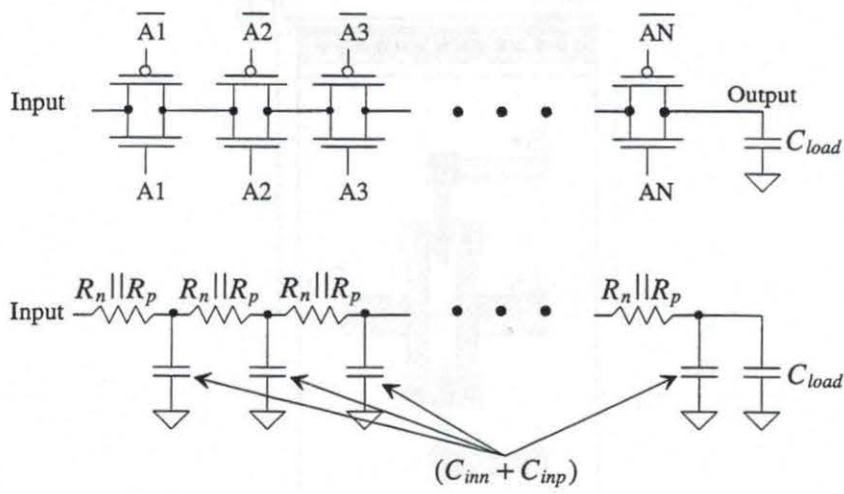 A1 A2 A3 AN
Input Output
C_load
A1 A2 A3 AN
R_n||R_p R_n||R_p R_n||R_p R_n||R_p
Input
C_load
(C_inn + C_inp)